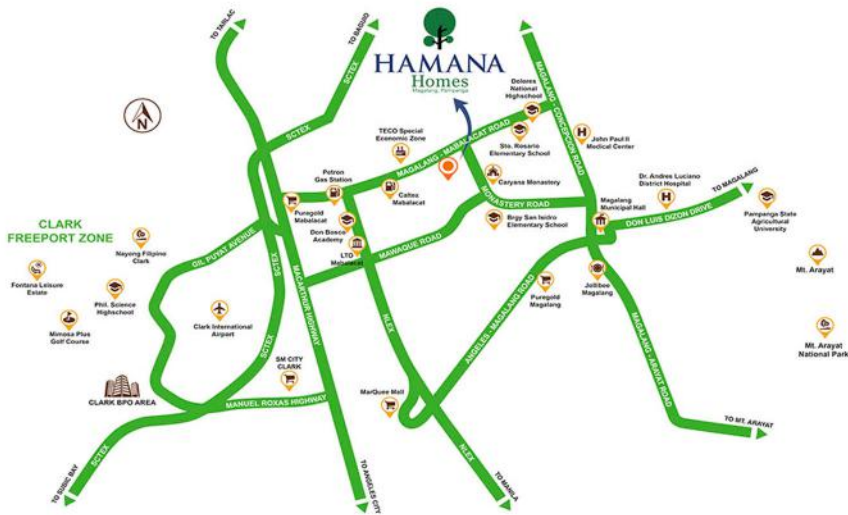 TO TARLAC
TO BAGUIO
SCTEX
HAMANA
Homes
Magalang, Pampanga
Dolores
National
Highschool
MAGALANG - CONCEPCION ROAD
N
SCTEX
TECO Special
Economic Zone
MAGALANG - MABALACAT ROAD
Sto. Rosario
Elementary School
John Paul II
Medical Center
Petron
Gas Station
Caltex
Mabalacat
Caryana Monastery
Dr. Andres Luciano
District Hospital
TO MAGALANG
Puregold
Mabalacat
MONASTERY ROAD
Magalang
Municipal Hall
DON LUIS DIZON DRIVE
Pampanga State
Agricultural
University
CLARK
FREEPORT ZONE
Nayong Filipino
Clark
GIL PUYAT AVENUE
SCTEX
Don Bosco
Academy
LTO
Mabalacat
MAWAQUE ROAD
Brgy San Isidro
Elementary School
Mt. Arayat
Fontana Leisure
Estate
Phil. Science
Highschool
MACARTHUR HIGHWAY
Puregold
Magalang
Jollibee
Magalang
Mimosa Plus
Golf Course
Clark International
Airport
SCTEX
NLEX
ANGELES - MAGALANG ROAD
MAGALANG - ARAYAT ROAD
Mt. Arayat
National Park
SM CITY
CLARK
CLARK BPO AREA
MANUEL ROXAS HIGHWAY
MarQuee Mall
TO MT. ARAYAT
SCTEX
NLEX
TO SUBIC BAY
TO ANGELES CITY
TO MANILA